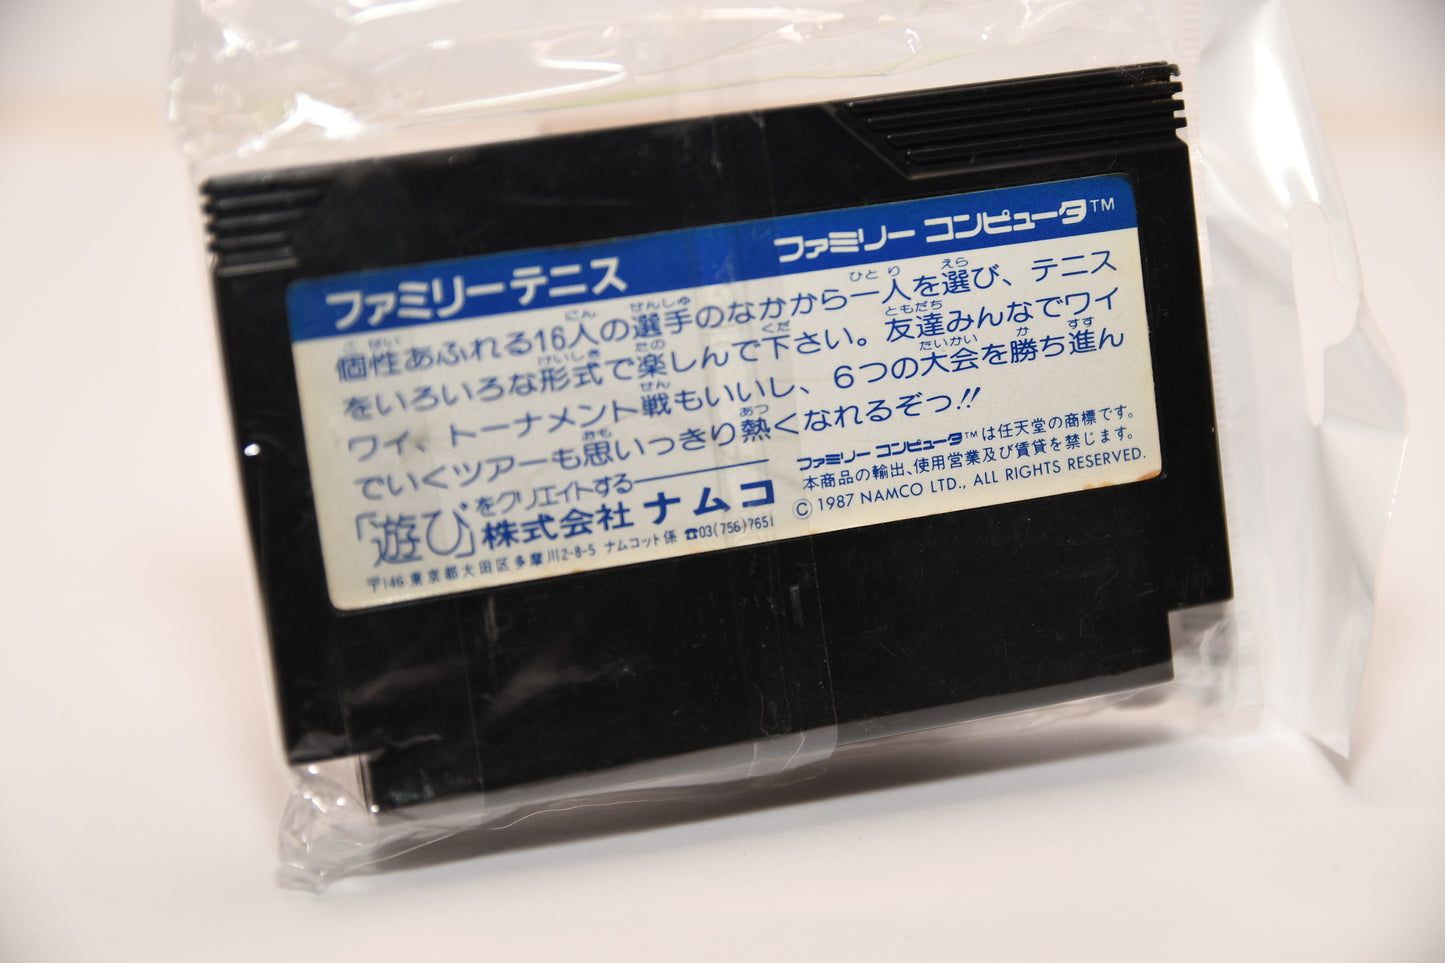 ファミリーテニス
ファミリー コンピュータ™
個性あふれる16人の選手のなかから一人を選び、テニス
をいろいろな形式で楽しんで下さい。友達みんなでワイ
ワイ、トーナメント戦もいいし、6つの大会を勝ち進ん
でいくツアーも思いっきり熱くなれるぞっ!!
「遊び」をクリエイトする
株式会社 ナムコ
〒146 東京都大田区多摩川2-8-5 ナムコット係 ☎03(756)7651
ファミリー コンピュータ™は任天堂の商標です。
本商品の輸出、使用営業及び賃貸を禁じます。
©1987 NAMCO LTD., ALL RIGHTS RESERVED.